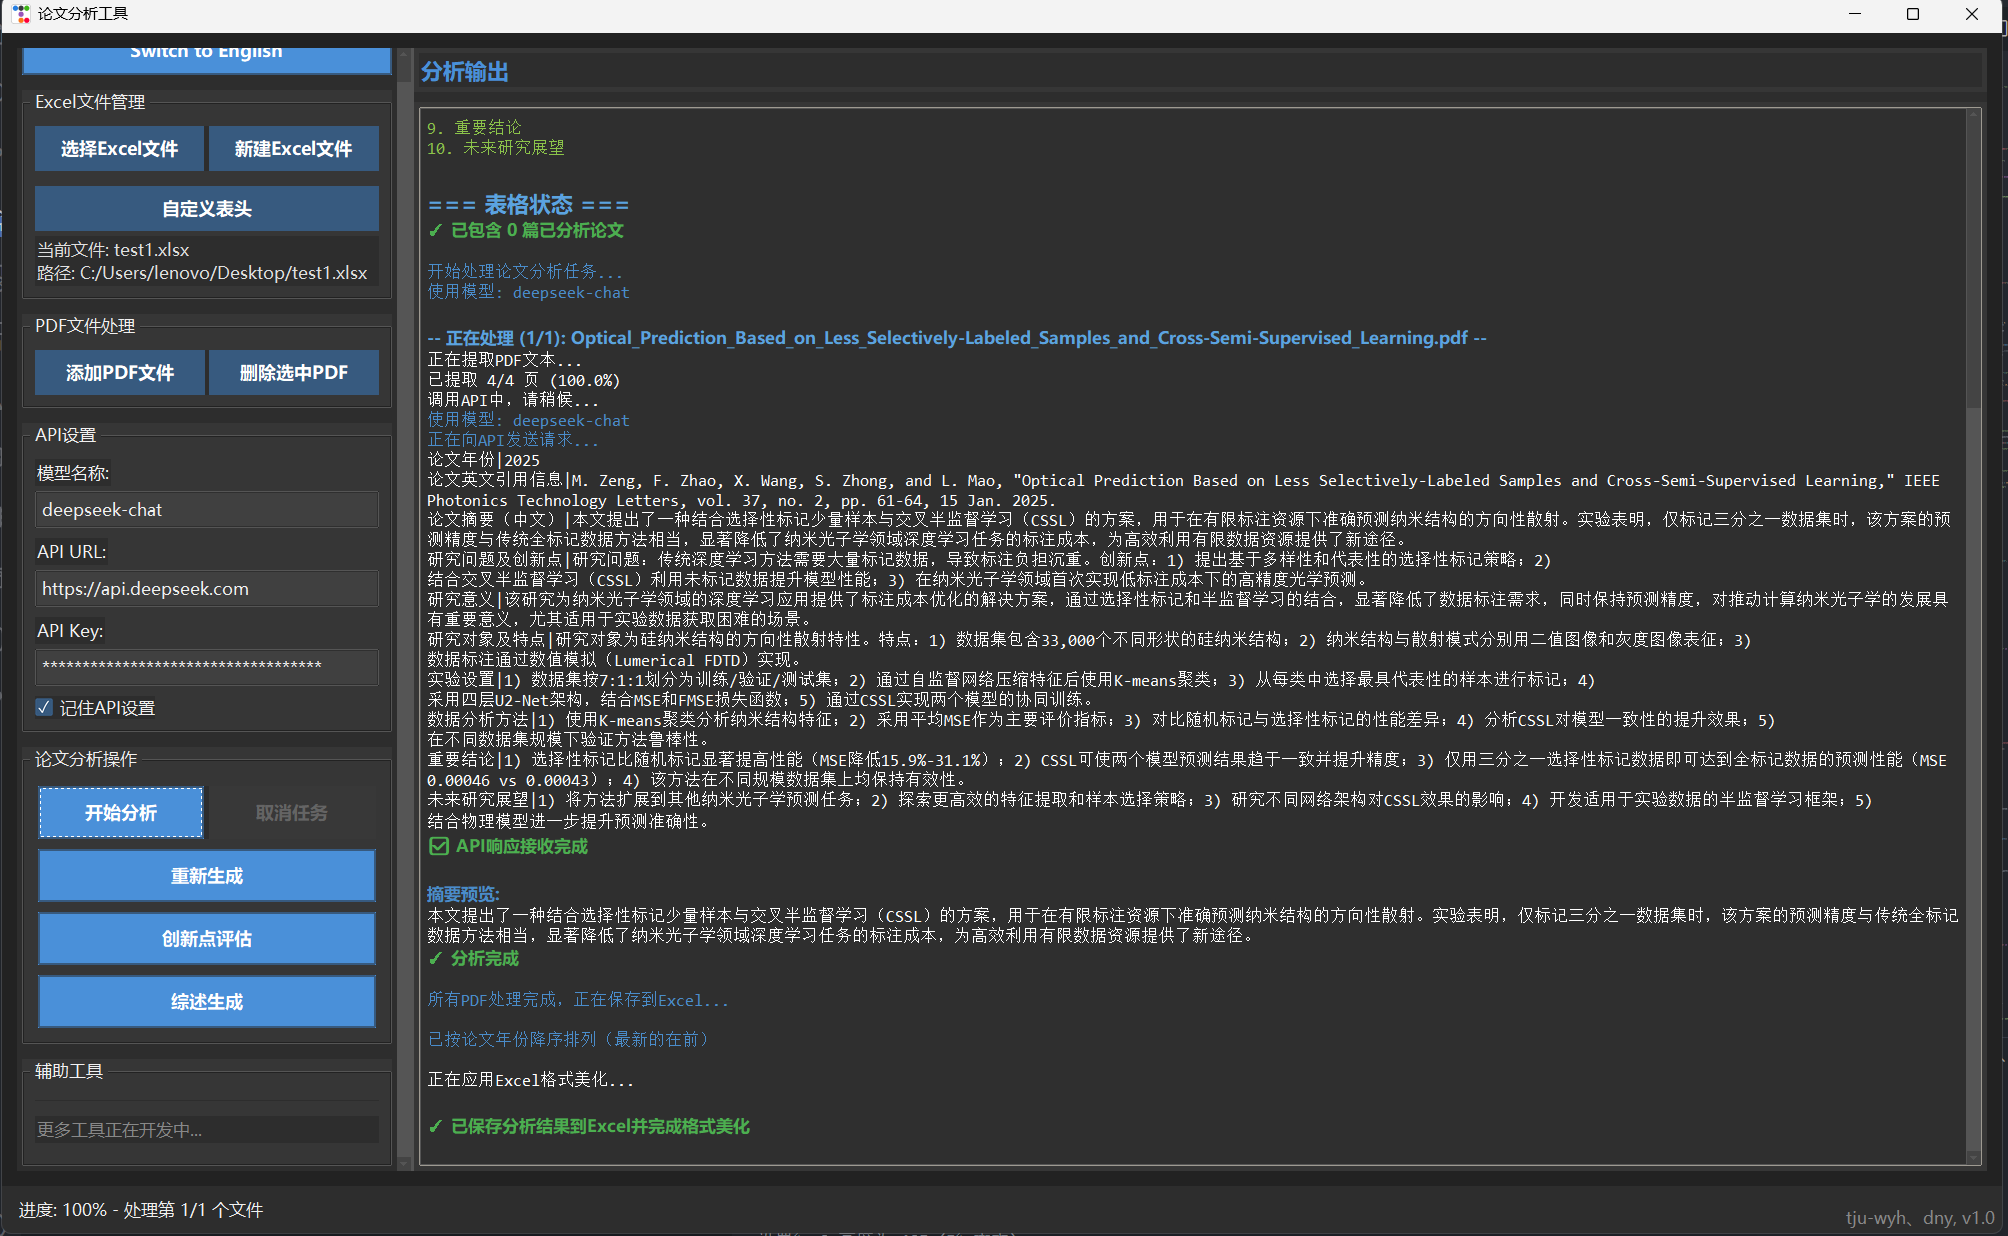 论文分析工具
Switch to English
Excel文件管理
选择Excel文件
新建Excel文件
自定义表头
当前文件: test1.xlsx
路径: C:/Users/lenovo/Desktop/test1.xlsx
PDF文件处理
添加PDF文件
删除选中PDF
API设置
模型名称:
deepseek-chat
API URL:
https://api.deepseek.com
API Key:
***********************************
记住API设置
论文分析操作
开始分析
取消任务
重新生成
创新点评估
综述生成
辅助工具
更多工具正在开发中...
分析输出
9. 重要结论
10. 未来研究展望
=== 表格状态 ===
✓ 已包含 0 篇已分析论文
开始处理论文分析任务...
使用模型: deepseek-chat
-- 正在处理 (1/1): Optical_Prediction_Based_on_Less_Selectively-Labeled_Samples_and_Cross-Semi-Supervised_Learning.pdf --
正在提取PDF文本...
已提取 4/4 页 (100.0%)
调用API中，请稍候...
使用模型: deepseek-chat
正在向API发送请求...
论文年份|2025
论文英文引用信息|M. Zeng, F. Zhao, X. Wang, S. Zhong, and L. Mao, "Optical Prediction Based on Less Selectively-Labeled Samples and Cross-Semi-Supervised Learning," IEEE
Photonics Technology Letters, vol. 37, no. 2, pp. 61-64, 15 Jan. 2025.
论文摘要（中文）|本文提出了一种结合选择性标记少量样本与交叉半监督学习（CSSL）的方案，用于在有限标注资源下准确预测纳米结构的方向性散射。实验表明，仅标记三分之一数据集时，该方案的预
测精度与传统全标记数据方法相当，显著降低了纳米光子学领域深度学习任务的标注成本，为高效利用有限数据资源提供了新途径。
研究问题及创新点|研究问题：传统深度学习方法需要大量标记数据，导致标注负担沉重。创新点：1) 提出基于多样性和代表性的选择性标记策略；2)
结合交叉半监督学习（CSSL）利用未标记数据提升模型性能；3) 在纳米光子学领域首次实现低标注成本下的高精度光学预测。
研究意义|该研究为纳米光子学领域的深度学习应用提供了标注成本优化的解决方案，通过选择性标记和半监督学习的结合，显著降低了数据标注需求，同时保持预测精度，对推动计算纳米光子学的发展具
有重要意义，尤其适用于实验数据获取困难的场景。
研究对象及特点|研究对象为硅纳米结构的方向性散射特性。特点：1) 数据集包含33,000个不同形状的硅纳米结构；2) 纳米结构与散射模式分别用二值图像和灰度图像表征；3)
数据标注通过数值模拟（Lumerical FDTD）实现。
实验设置|1) 数据集按7:1:1划分为训练/验证/测试集；2) 通过自监督网络压缩特征后使用K-means聚类；3) 从每类中选择最具代表性的样本进行标记；4)
采用四层U2-Net架构，结合MSE和FMSE损失函数；5) 通过CSSL实现两个模型的协同训练。
数据分析方法|1) 使用K-means聚类分析纳米结构特征；2) 采用平均MSE作为主要评价指标；3) 对比随机标记与选择性标记的性能差异；4) 分析CSSL对模型一致性的提升效果；5)
在不同数据集规模下验证方法鲁棒性。
重要结论|1) 选择性标记比随机标记显著提高性能（MSE降低15.9%-31.1%）；2) CSSL可使两个模型预测结果趋于一致并提升精度；3) 仅用三分之一选择性标记数据即可达到全标记数据的预测性能（MSE
0.00046 vs 0.00043）；4) 该方法在不同规模数据集上均保持有效性。
未来研究展望|1) 将方法扩展到其他纳米光子学预测任务；2) 探索更高效的特征提取和样本选择策略；3) 研究不同网络架构对CSSL效果的影响；4) 开发适用于实验数据的半监督学习框架；5)
结合物理模型进一步提升预测准确性。
API响应接收完成
摘要预览:
本文提出了一种结合选择性标记少量样本与交叉半监督学习（CSSL）的方案，用于在有限标注资源下准确预测纳米结构的方向性散射。实验表明，仅标记三分之一数据集时，该方案的预测精度与传统全标记
数据方法相当，显著降低了纳米光子学领域深度学习任务的标注成本，为高效利用有限数据资源提供了新途径。
✓ 分析完成
所有PDF处理完成，正在保存到Excel...
已按论文年份降序排列（最新的在前）
正在应用Excel格式美化...
✓ 已保存分析结果到Excel并完成格式美化
进度: 100% - 处理第 1/1 个文件
tju-wyh、dny, v1.0